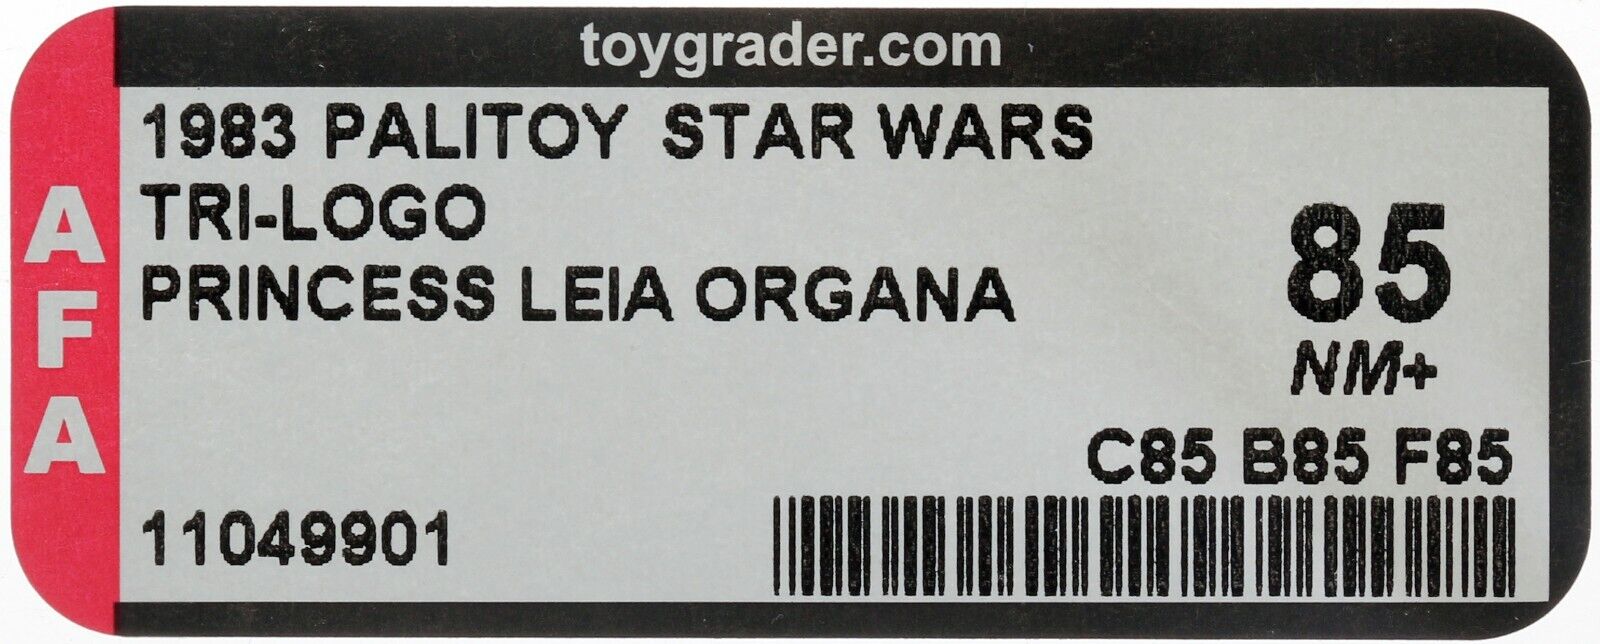 toygrader.com
AFA
1983 PALITOY STAR WARS
TRI-LOGO
PRINCESS LEIA ORGANA
85
NM+
C85 B85 F85
11049901